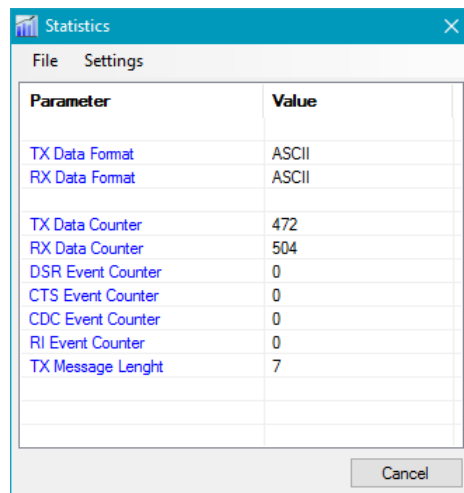 Statistics
File Settings
Parameter Value
TX Data Format ASCII
RX Data Format ASCII
TX Data Counter 472
RX Data Counter 504
DSR Event Counter 0
CTS Event Counter 0
CDC Event Counter 0
RI Event Counter 0
TX Message Lenght 7
Cancel